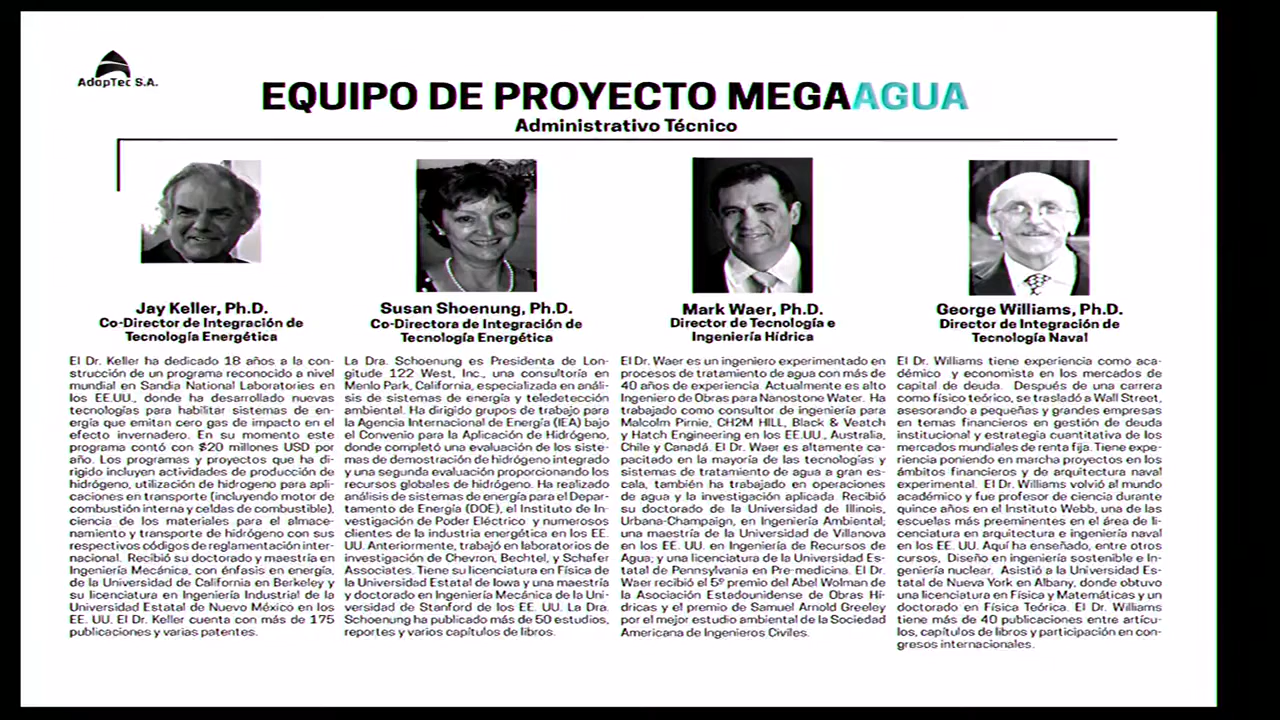 AdapTec S.A.
EQUIPO DE PROYECTO MEGAAGUA
Administrativo Técnico
Jay Keller, Ph.D.
Co-Director de Integración de
Tecnología Energética
El Dr. Keller ha dedicado 18 años a la con-
strucción de un programa reconocido a nivel
mundial en Sandia National Laboratories en
los EE.UU., donde ha desarrollado nuevas
tecnologías para habilitar sistemas de en-
ergía que emitan cero gas de impacto en el
efecto invernadero. En su momento este
programa contó con $20 millones USD por
año. Los programas y proyectos que ha di-
rigido incluyen actividades de producción de
hidrógeno, utilización de hidrogeno para apli-
caciones en transporte (incluyendo motor de
combustión interna y celdas de combustible),
ciencia de los materiales para el almace-
namiento y transporte de hidrógeno con sus
respectivos códigos de reglamentación inter-
nacional. Recibió su doctorado y maestría en
Ingeniería Mecánica, con énfasis en energía,
de la Universidad de California en Berkeley y
su licenciatura en Ingeniería Industrial de la
Universidad Estatal de Nuevo México en los
EE. UU. El Dr. Keller cuenta con más de 175
publicaciones y varias patentes.
Susan Shoenung, Ph.D.
Co-Directora de Integración de
Tecnología Energética
La Dra. Schoenung es Presidenta de Lon-
gitude 122 West, Inc., una consultoría en
Menlo Park, California, especializada en análi-
sis de sistemas de energía y teledetección
ambiental. Ha dirigido grupos de trabajo para
la Agencia Internacional de Energía (IEA) bajo
el Convenio para la Aplicación de Hidrógeno,
donde completó una evaluación de los siste-
mas de demostración de hidrógeno integrado
y una segunda evaluación proporcionando los
recursos globales de hidrógeno. Ha realizado
análisis de sistemas de energía para el Depar-
tamento de Energía (DOE), el Instituto de In-
vestigación de Poder Eléctrico y numerosos
clientes de la industria energética en los EE.
UU. Anteriormente, trabajó en laboratorios de
investigación de Chevron, Bechtel, y Schafer
Associates. Tiene su licenciatura en Física de
la Universidad Estatal de Iowa y una maestría
y doctorado en Ingeniería Mecánica de la Uni-
versidad de Stanford de los EE. UU. La Dra.
Schoenung ha publicado más de 50 estudios,
reportes y varios capítulos de libros.
Mark Waer, Ph.D.
Director de Tecnología e
Ingeniería Hídrica
El Dr. Waer es un ingeniero experimentado en
procesos de tratamiento de agua con más de
40 años de experiencia Actualmente es alto
Ingeniero de Obras para Nanostone Water. Ha
trabajado como consultor de ingeniería para
Malcolm Pirnie, CH2M HILL, Black & Veatch
y Hatch Engineering en los EE.UU., Australia,
Chile y Canadá. El Dr. Waer es altamente ca-
pacitado en la mayoría de las tecnologías y
sistemas de tratamiento de agua a gran es-
cala, también ha trabajado en operaciones
de agua y la investigación aplicada. Recibió
su doctorado de la Universidad de Illinois,
Urbana-Champaign, en Ingeniería Ambiental;
una maestría de la Universidad de Villanova
en los EE. UU. en Ingeniería de Recursos de
Agua; y una licenciatura de la Universidad Es-
tatal de Pennsylvania en Pre-medicina. El Dr.
Waer recibió el 5º premio del Abel Wolman de
la Asociación Estadounidense de Obras Hí-
dricas y el premio de Samuel Arnold Greeley
por el mejor estudio ambiental de la Sociedad
Americana de Ingenieros Civiles.
George Williams, Ph.D.
Director de Integración de
Tecnología Naval
El Dr. Williams tiene experiencia como aca-
démico y economista en los mercados de
capital de deuda. Después de una carrera
como físico teórico, se trasladó a Wall Street,
asesorando a pequeñas y grandes empresas
en temas financieros en gestión de deuda
institucional y estrategia cuantitativa de los
mercados mundiales de renta fija. Tiene expe-
riencia poniendo en marcha proyectos en los
ámbitos financieros y de arquitectura naval
experimental. El Dr. Williams volvió al mundo
académico y fue profesor de ciencia durante
quince años en el Instituto Webb, una de las
escuelas más preeminentes en el área de li-
cenciatura en arquitectura e ingeniería naval
en los EE. UU. Aquí ha enseñado, entre otros
cursos, Diseño en ingeniería sostenible e In-
geniería nuclear. Asistió a la Universidad Es-
tatal de Nueva York en Albany, donde obtuvo
una licenciatura en Física y Matemáticas y un
doctorado en Física Teórica. El Dr. Williams
tiene más de 40 publicaciones entre artícu-
los, capítulos de libros y participación en con-
gresos internacionales.